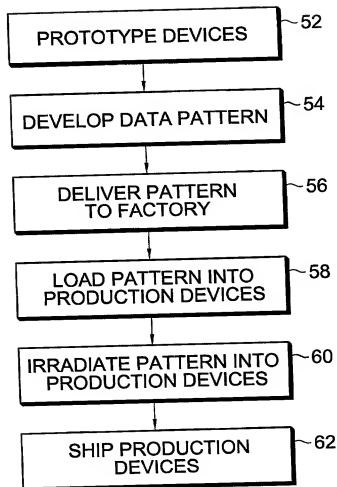 PROTOTYPE DEVICES
52
DEVELOP DATA PATTERN
54
DELIVER PATTERN
TO FACTORY
56
LOAD PATTERN INTO
PRODUCTION DEVICES
58
IRRADIATE PATTERN INTO
PRODUCTION DEVICES
60
SHIP PRODUCTION
DEVICES
62